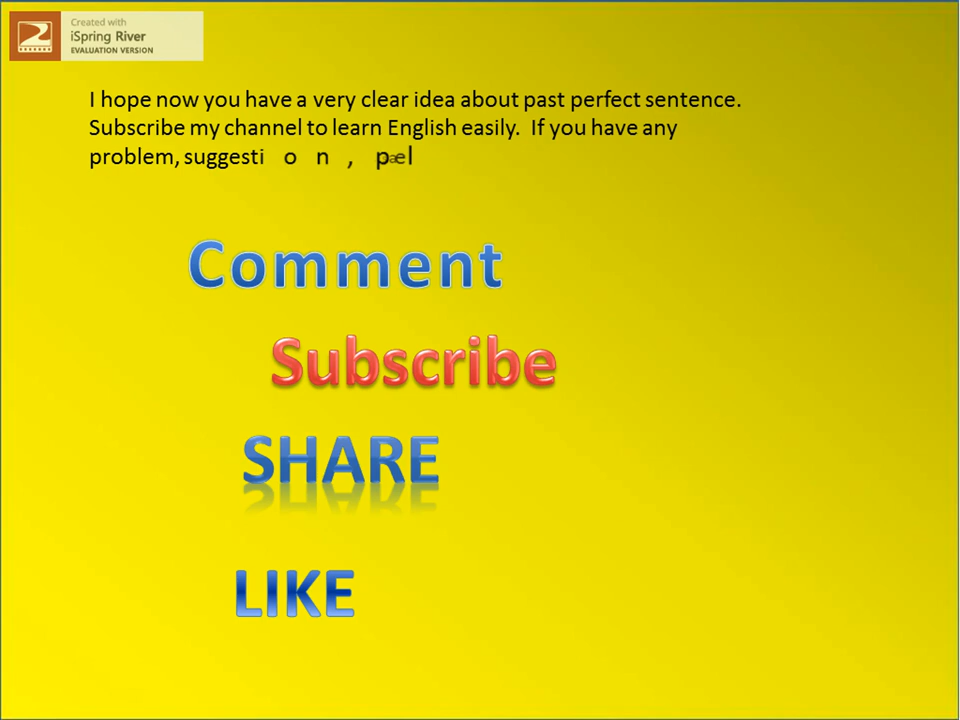 Created with
iSpring River
EVALUATION VERSION
I hope now you have a very clear idea about past perfect sentence.
Subscribe my channel to learn English easily.  If you have any
problem, suggesti o n ,
Comment
Subscribe
SHARE
LIKE